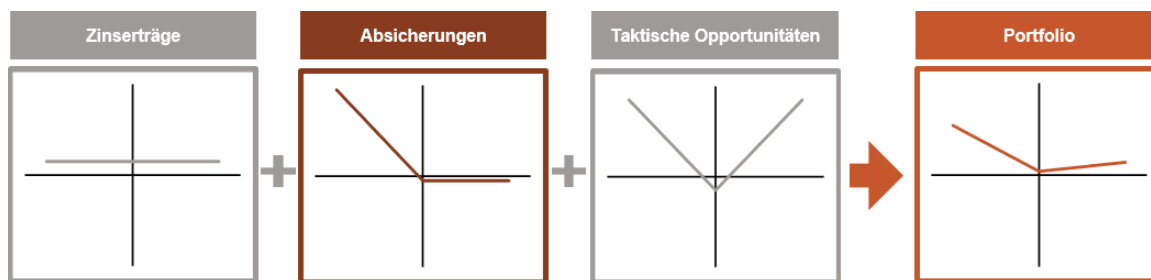 Zinserträge
Absicherungen
Taktische Opportunitäten
Portfolio